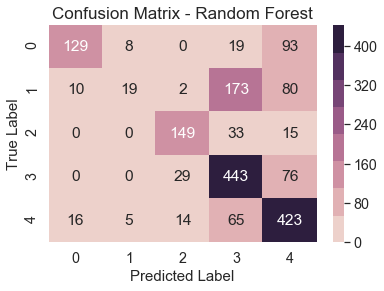 Confusion Matrix - Random Forest
True Label
0 129 8 0 19 93
1 10 19 2 173 80
2 0 0 149 33 15
3 0 0 29 443 76
4 16 5 14 65 423
0 1 2 3 4
Predicted Label
400
320
240
160
80
0